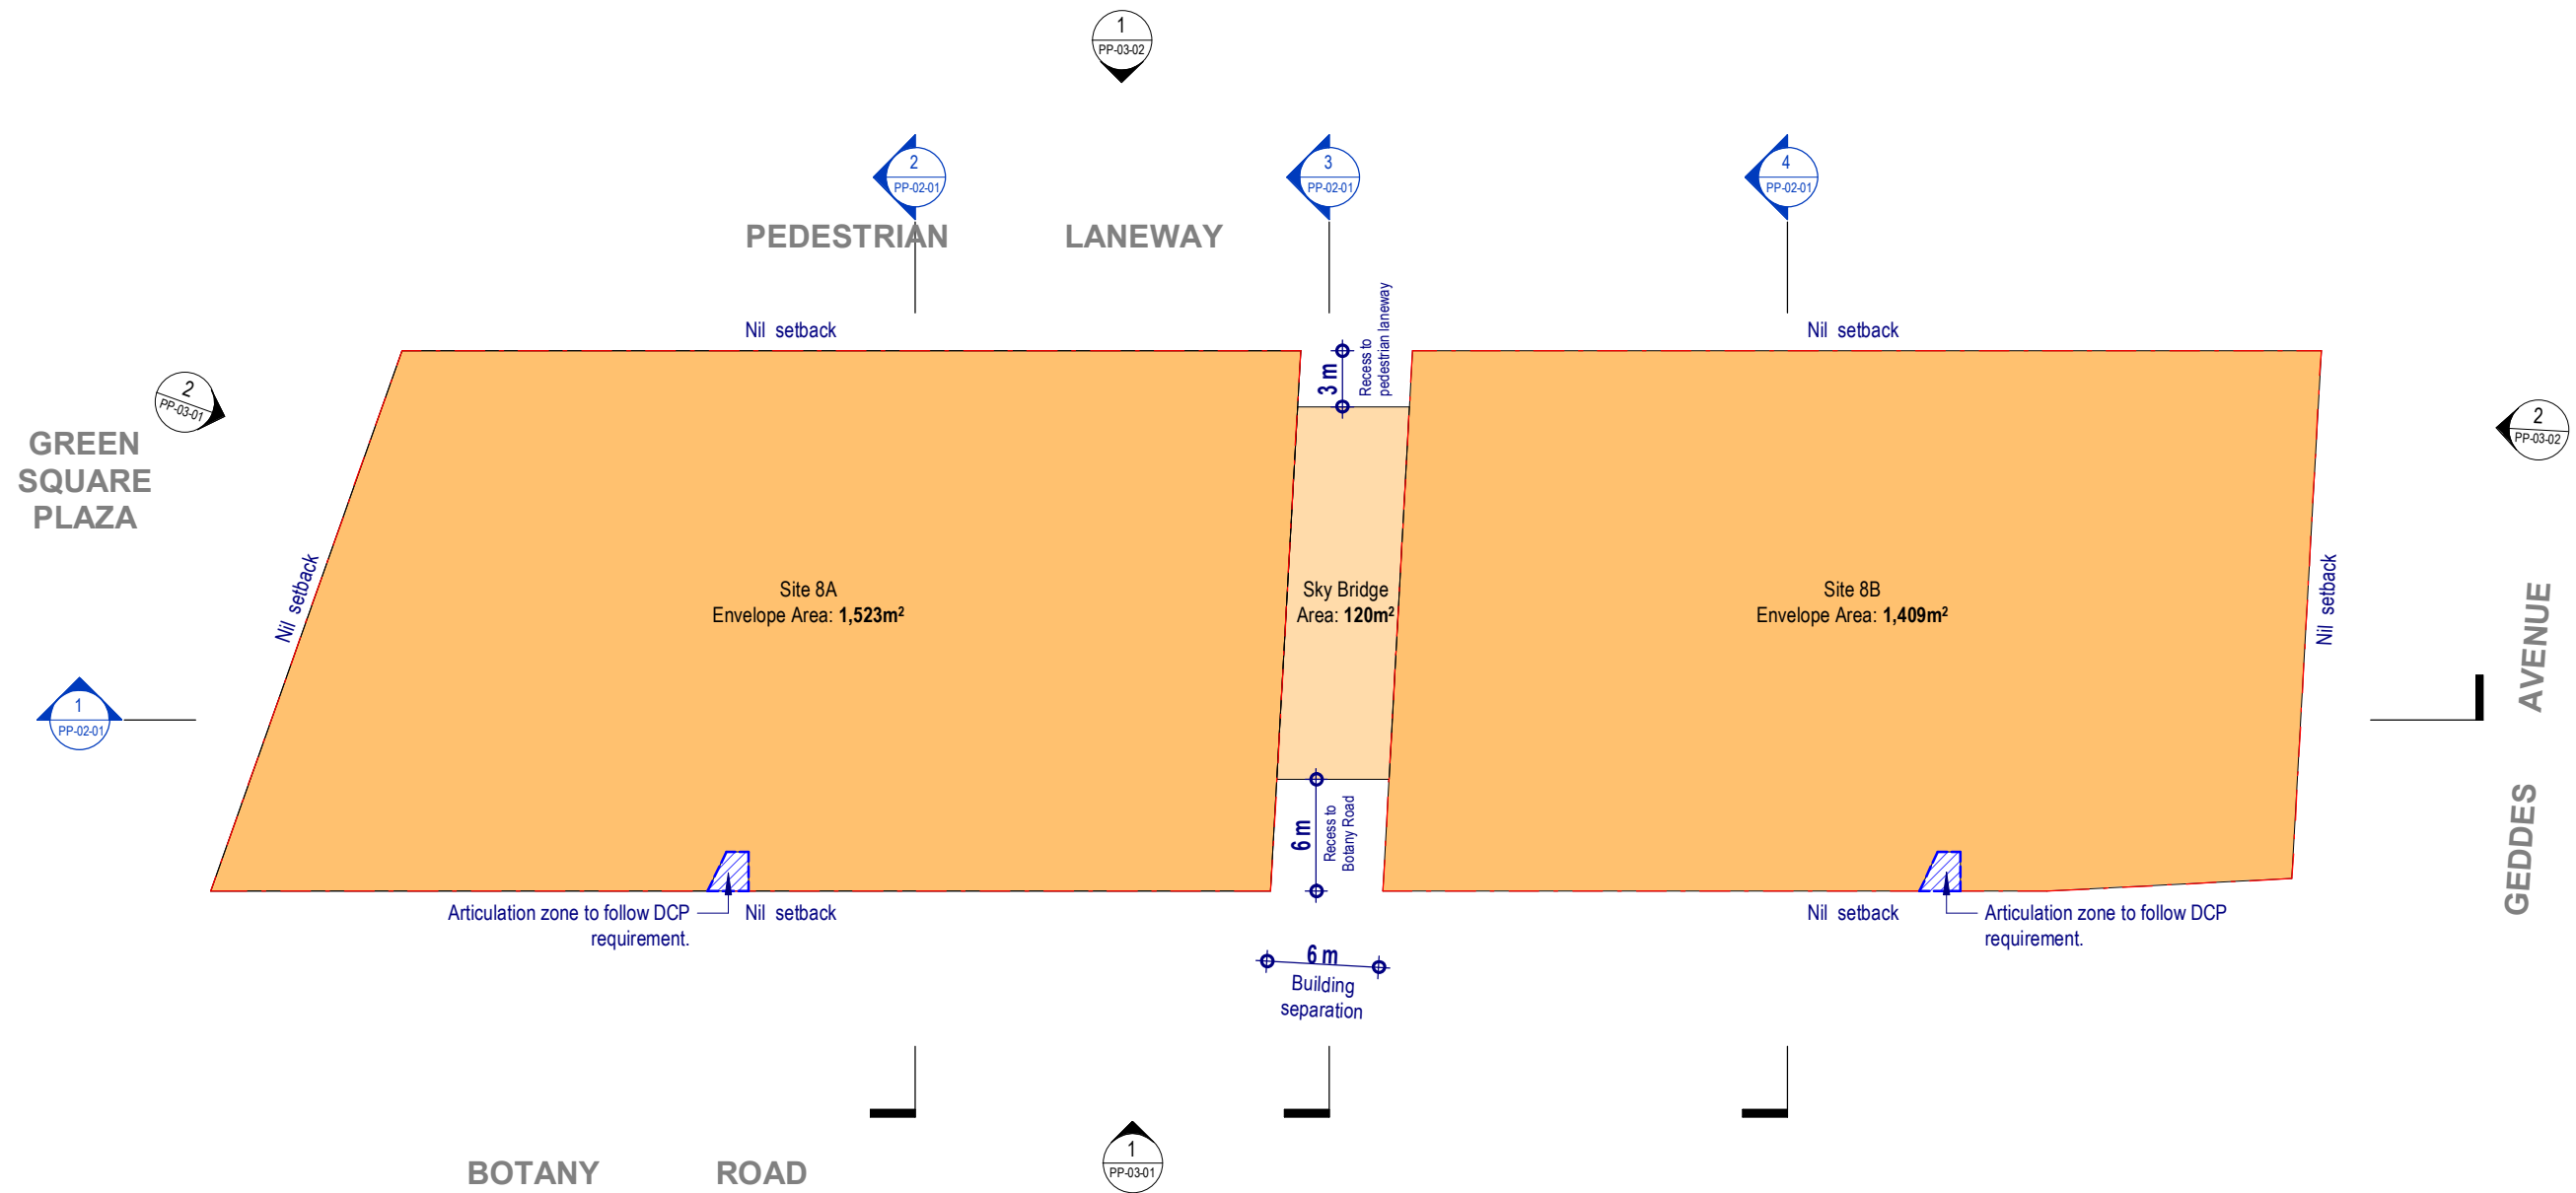 1
PP-03-02
2
PP-02-01
3
PP-02-01
4
PP-02-01
PEDESTRIAN LANEWAY
Nil setback
3 m
Recess to
pedestrian laneway
Nil setback
2
PP-03-01
2
PP-03-02
GREEN
SQUARE
PLAZA
Nil setback
Site 8A
Envelope Area: 1,523m²
Sky Bridge
Area: 120m²
Site 8B
Envelope Area: 1,409m²
Nil setback
GEDDES AVENUE
1
PP-02-01
6 m
Recess to
Botany Road
Articulation zone to follow DCP
requirement.
Nil setback
Nil setback
Articulation zone to follow DCP
requirement.
6 m
Building
separation
1
PP-03-01
BOTANY ROAD